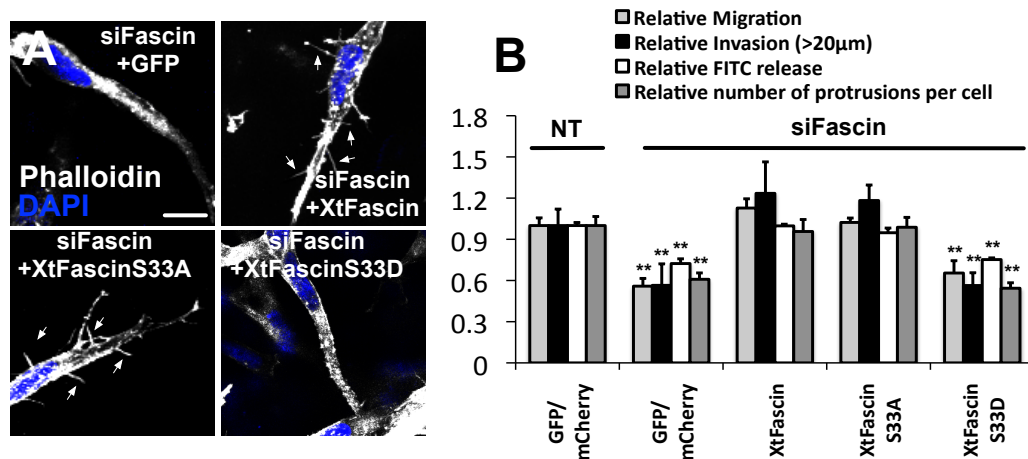 A
siFascin
+GFP
Phalloidin
DAPI
siFascin
+XtFascin
siFascin
+XtFascinS33A
siFascin
+XtFascinS33D
B
Relative Migration
Relative Invasion (>20μm)
Relative FITC release
Relative number of protrusions per cell
NT
siFascin
1.8
1.5
1.2
0.9
0.6
0.3
0
** ** ** **
** ** ** **
GFP/
mCherry
GFP/
mCherry
XtFascin
XtFascin
S33A
XtFascin
S33D